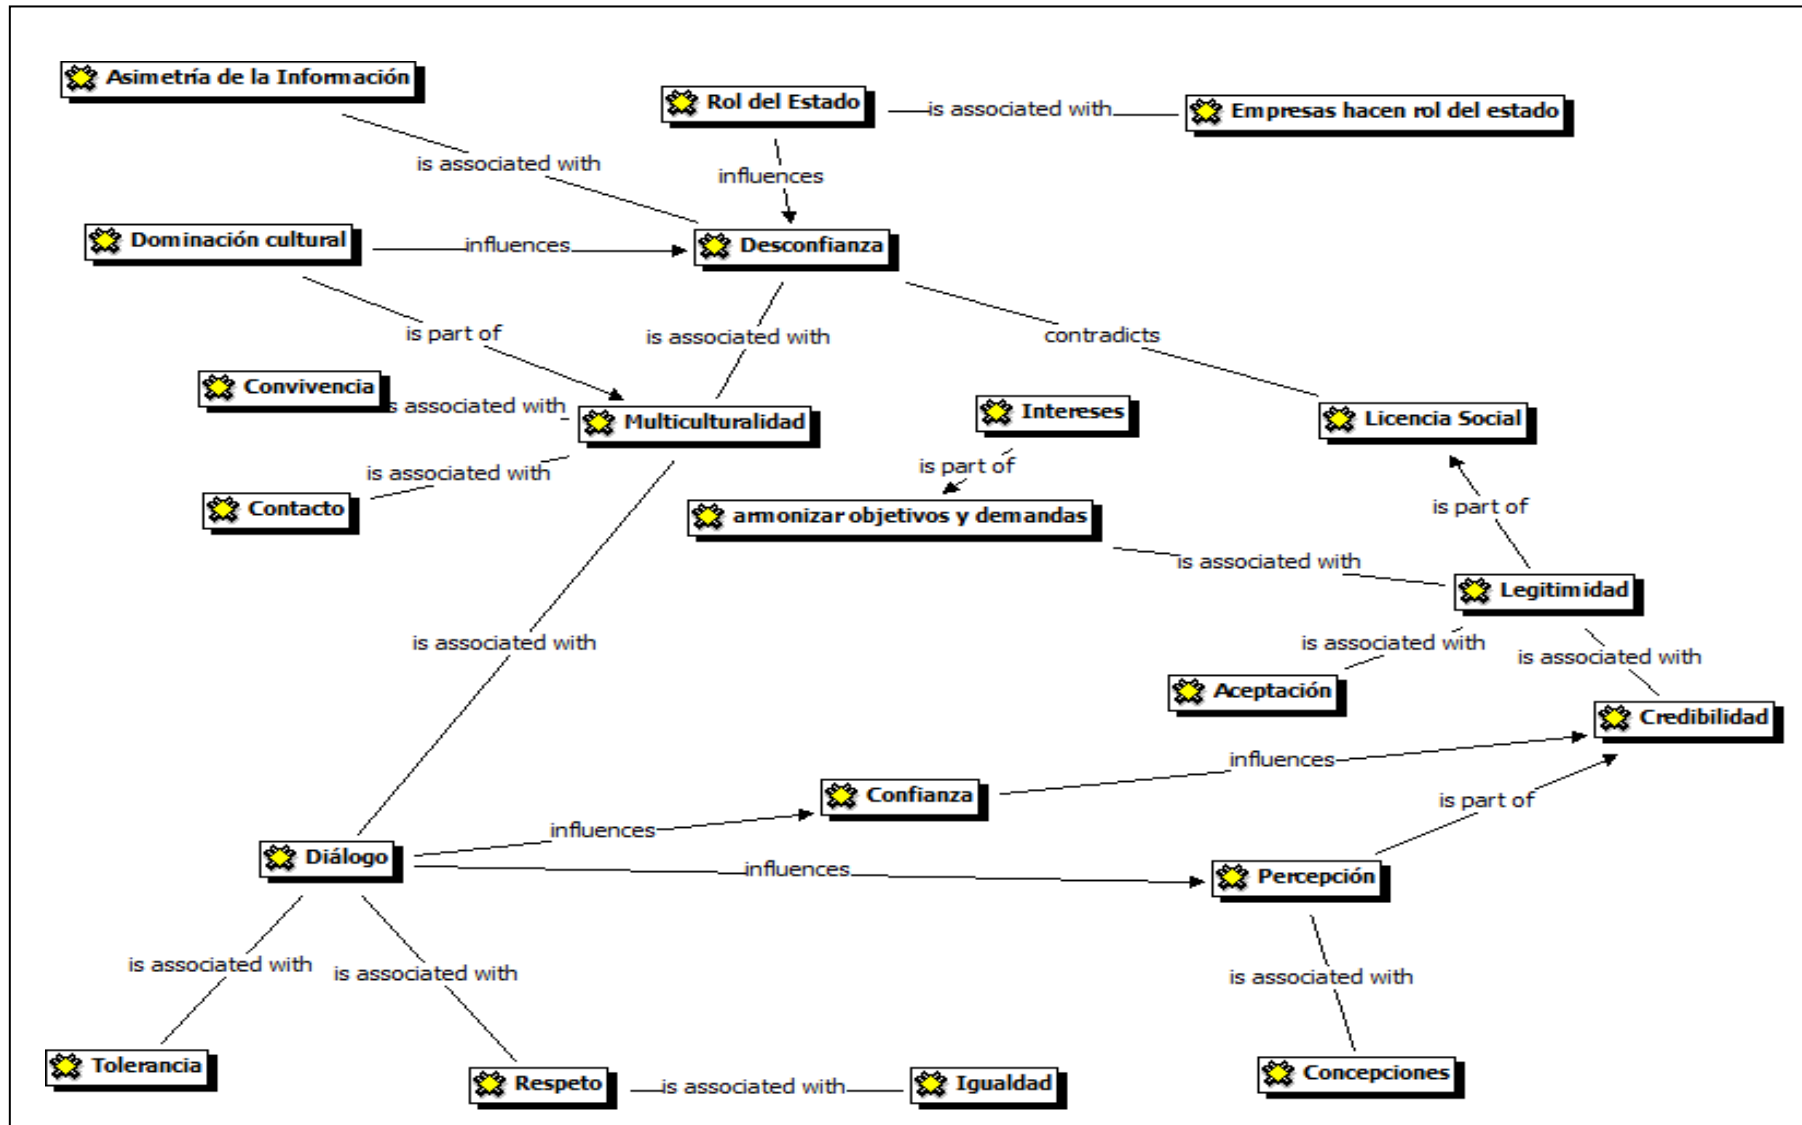 Asimetría de la Información
Rol del Estado
is associated with
Empresas hacen rol del estado
is associated with
influences
Dominación cultural
influences
Desconfianza
is part of
is associated with
contradicts
Convivencia
s associated with
Multiculturalidad
Intereses
Licencia Social
is associated with
is part of
Contacto
armonizar objetivos y demandas
is part of
is associated with
Legitimidad
is associated with
is associated with
is associated with
Aceptación
Credibilidad
influences
Confianza
is part of
influences
Diálogo
influences
Percepción
is associated with
is associated with
is associated with
Tolerancia
Respeto
is associated with
Igualdad
Concepciones